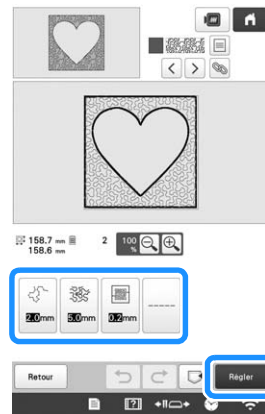 158.7 mm
158.6 mm
2
100 %
2.0mm
5.0mm
0.2mm
-----
Retour
Régler